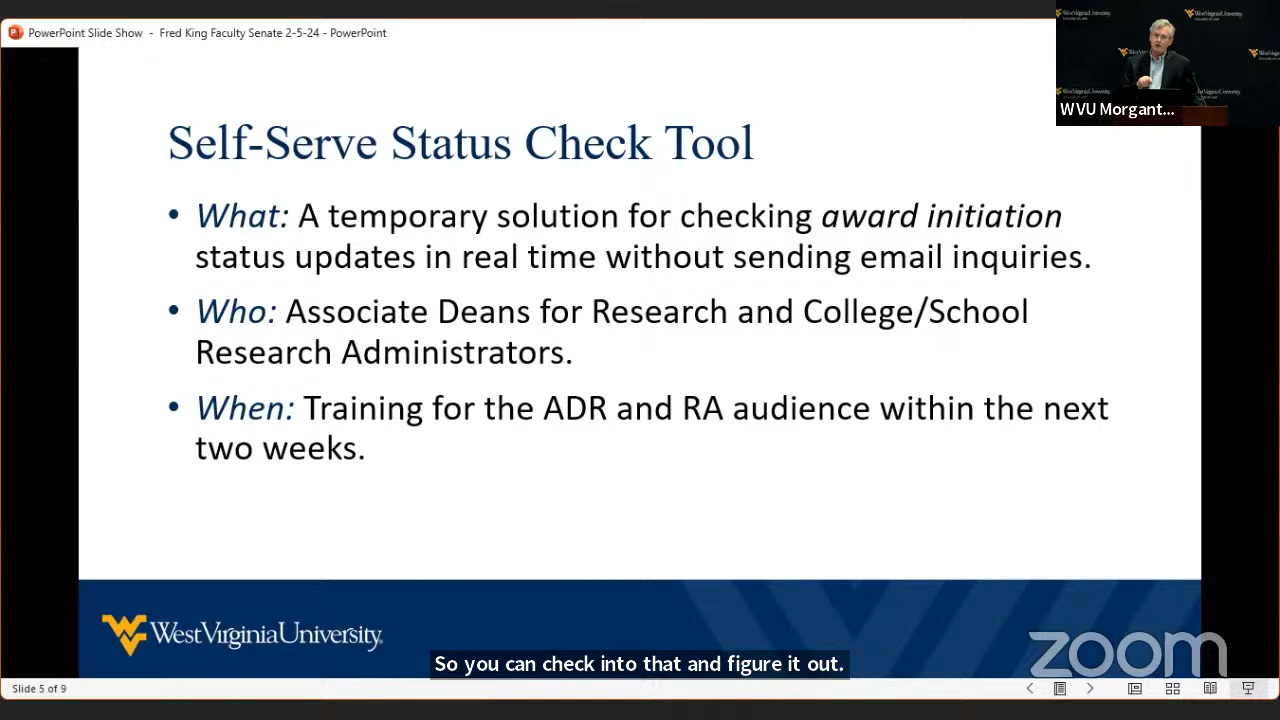 PowerPoint Slide Show - Fred King Faculty Senate 2-5-24 - PowerPoint
WVU Morgant...
Self-Serve Status Check Tool
• What: A temporary solution for checking award initiation
status updates in real time without sending email inquiries.
• Who: Associate Deans for Research and College/School
Research Administrators.
• When: Training for the ADR and RA audience within the next
two weeks.
WestVirginiaUniversity.
zoom
So you can check into that and figure it out.
Slide 5 of 9